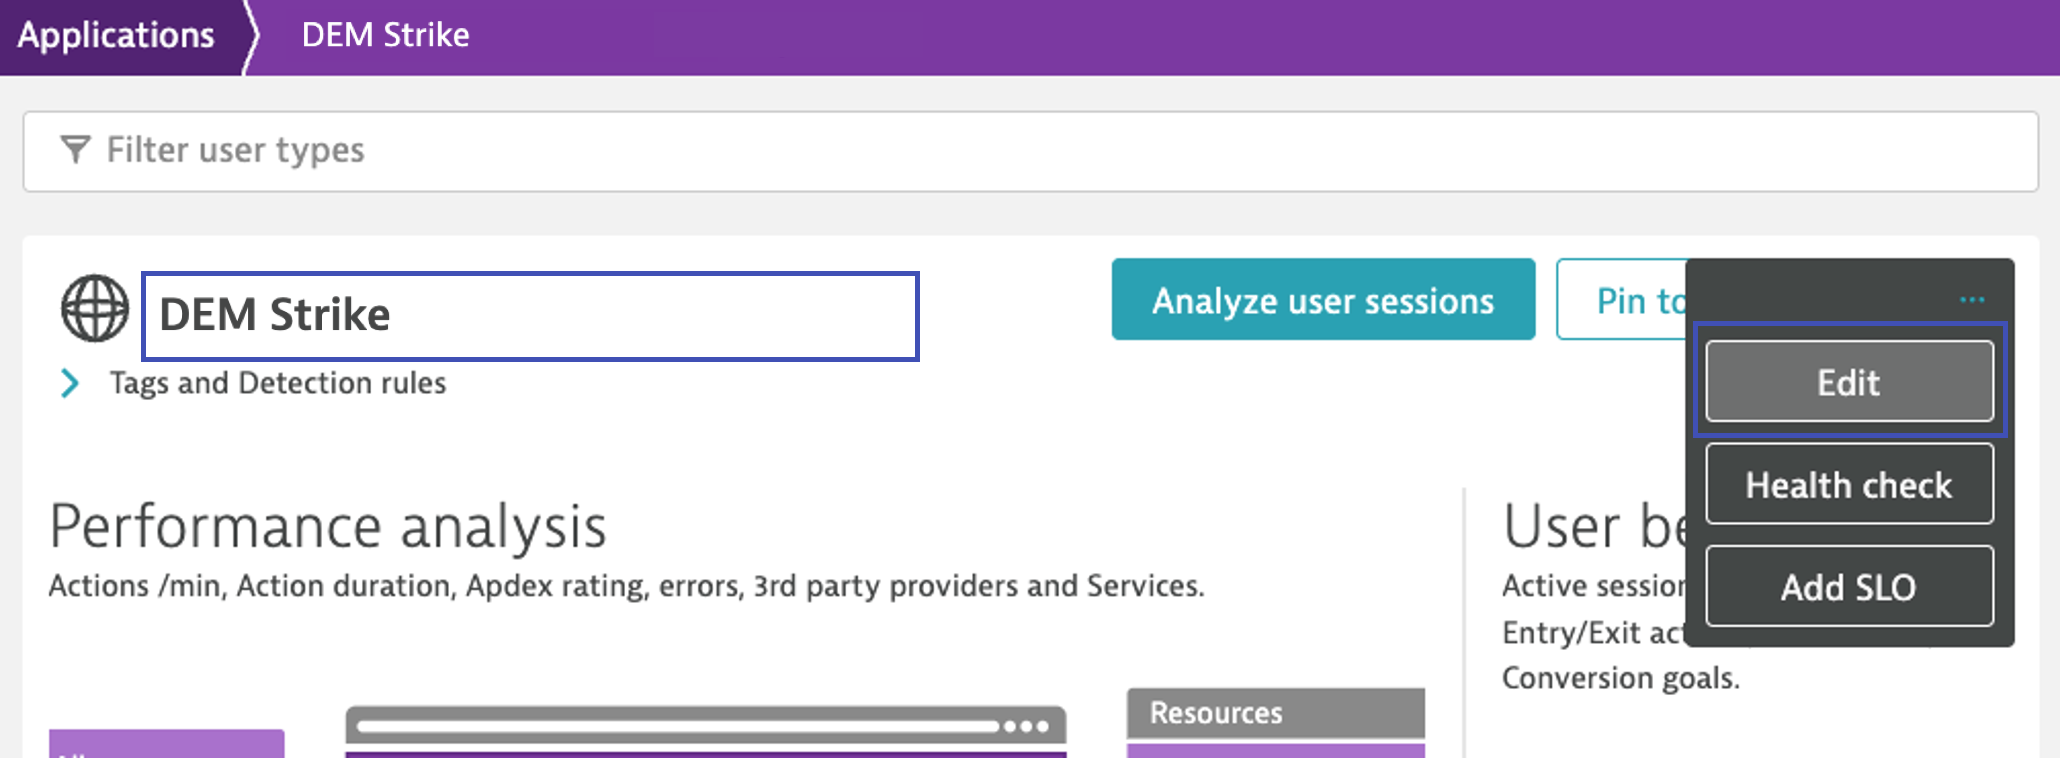 Applications
DEM Strike
Filter user types
DEM Strike
Analyze user sessions
Pin to
...
Tags and Detection rules
Edit
Health check
Add SLO
Performance analysis
Actions /min, Action duration, Apdex rating, errors, 3rd party providers and Services.
User be
Active session
Entry/Exit act
Conversion goals.
Resources